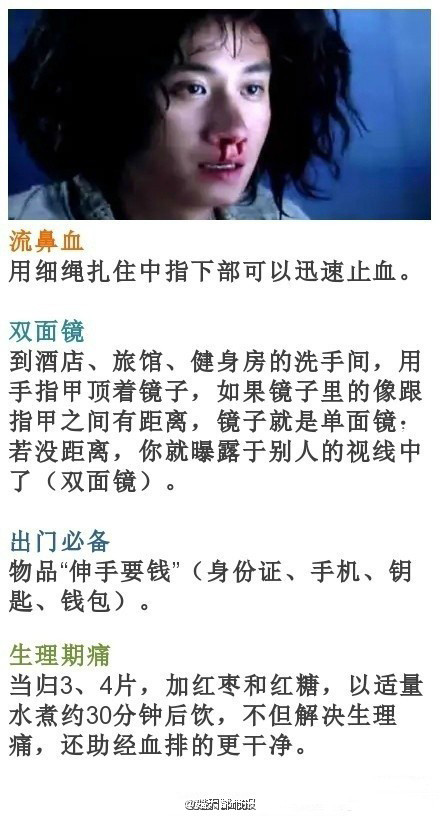 流鼻血
用细绳扎住中指下部可以迅速止血。
双面镜
到酒店、旅馆、健身房的洗手间，用
手指甲顶着镜子，如果镜子里的像跟
指甲之间有距离，镜子就是单面镜；
若没距离，你就曝露于别人的视线中
了（双面镜）。
出门必备
物品“伸手要钱”（身份证、手机、钥
匙、钱包）。
生理期痛
当归3、4片，加红枣和红糖，以适量
水煮约30分钟后饮，不但解决生理
痛，还助经血排的更干净。